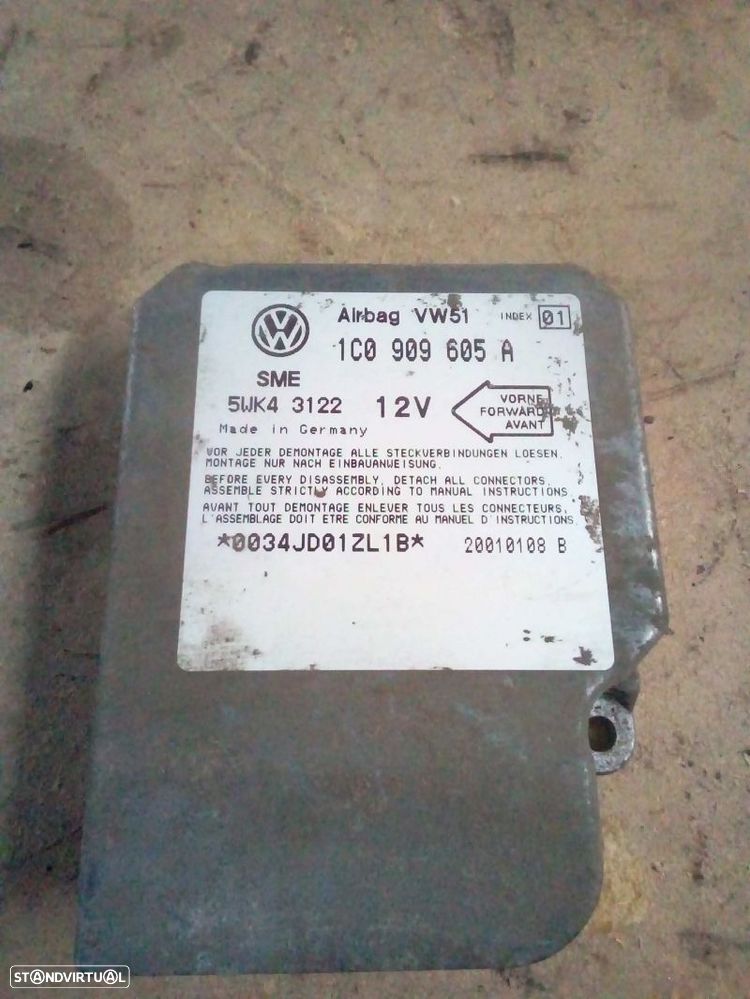 Airbag VW51 INDEX 01
1C0 909 605 A
SME
5WK4 3122 12V
VORNE
FORWARD
AVANT
Made in Germany
VOR JEDER DEMONTAGE ALLE STECKVERBINDUNGEN LOESEN.
MONTAGE NUR NACH EINBAUANWEISUNG.
BEFORE EVERY DISASSEMBLY, DETACH ALL CONNECTORS.
ASSEMBLE STRICTLY ACCORDING TO MANUAL INSTRUCTIONS.
AVANT TOUT DEMONTAGE ENLEVER TOUS LES CONNECTEURS,
L'ASSEMBLAGE DOIT ETRE CONFORME AU MANUEL D'INSTRUCTIONS.
*0034JD01ZL1B* 20010108 B
STANDVIRTUAL